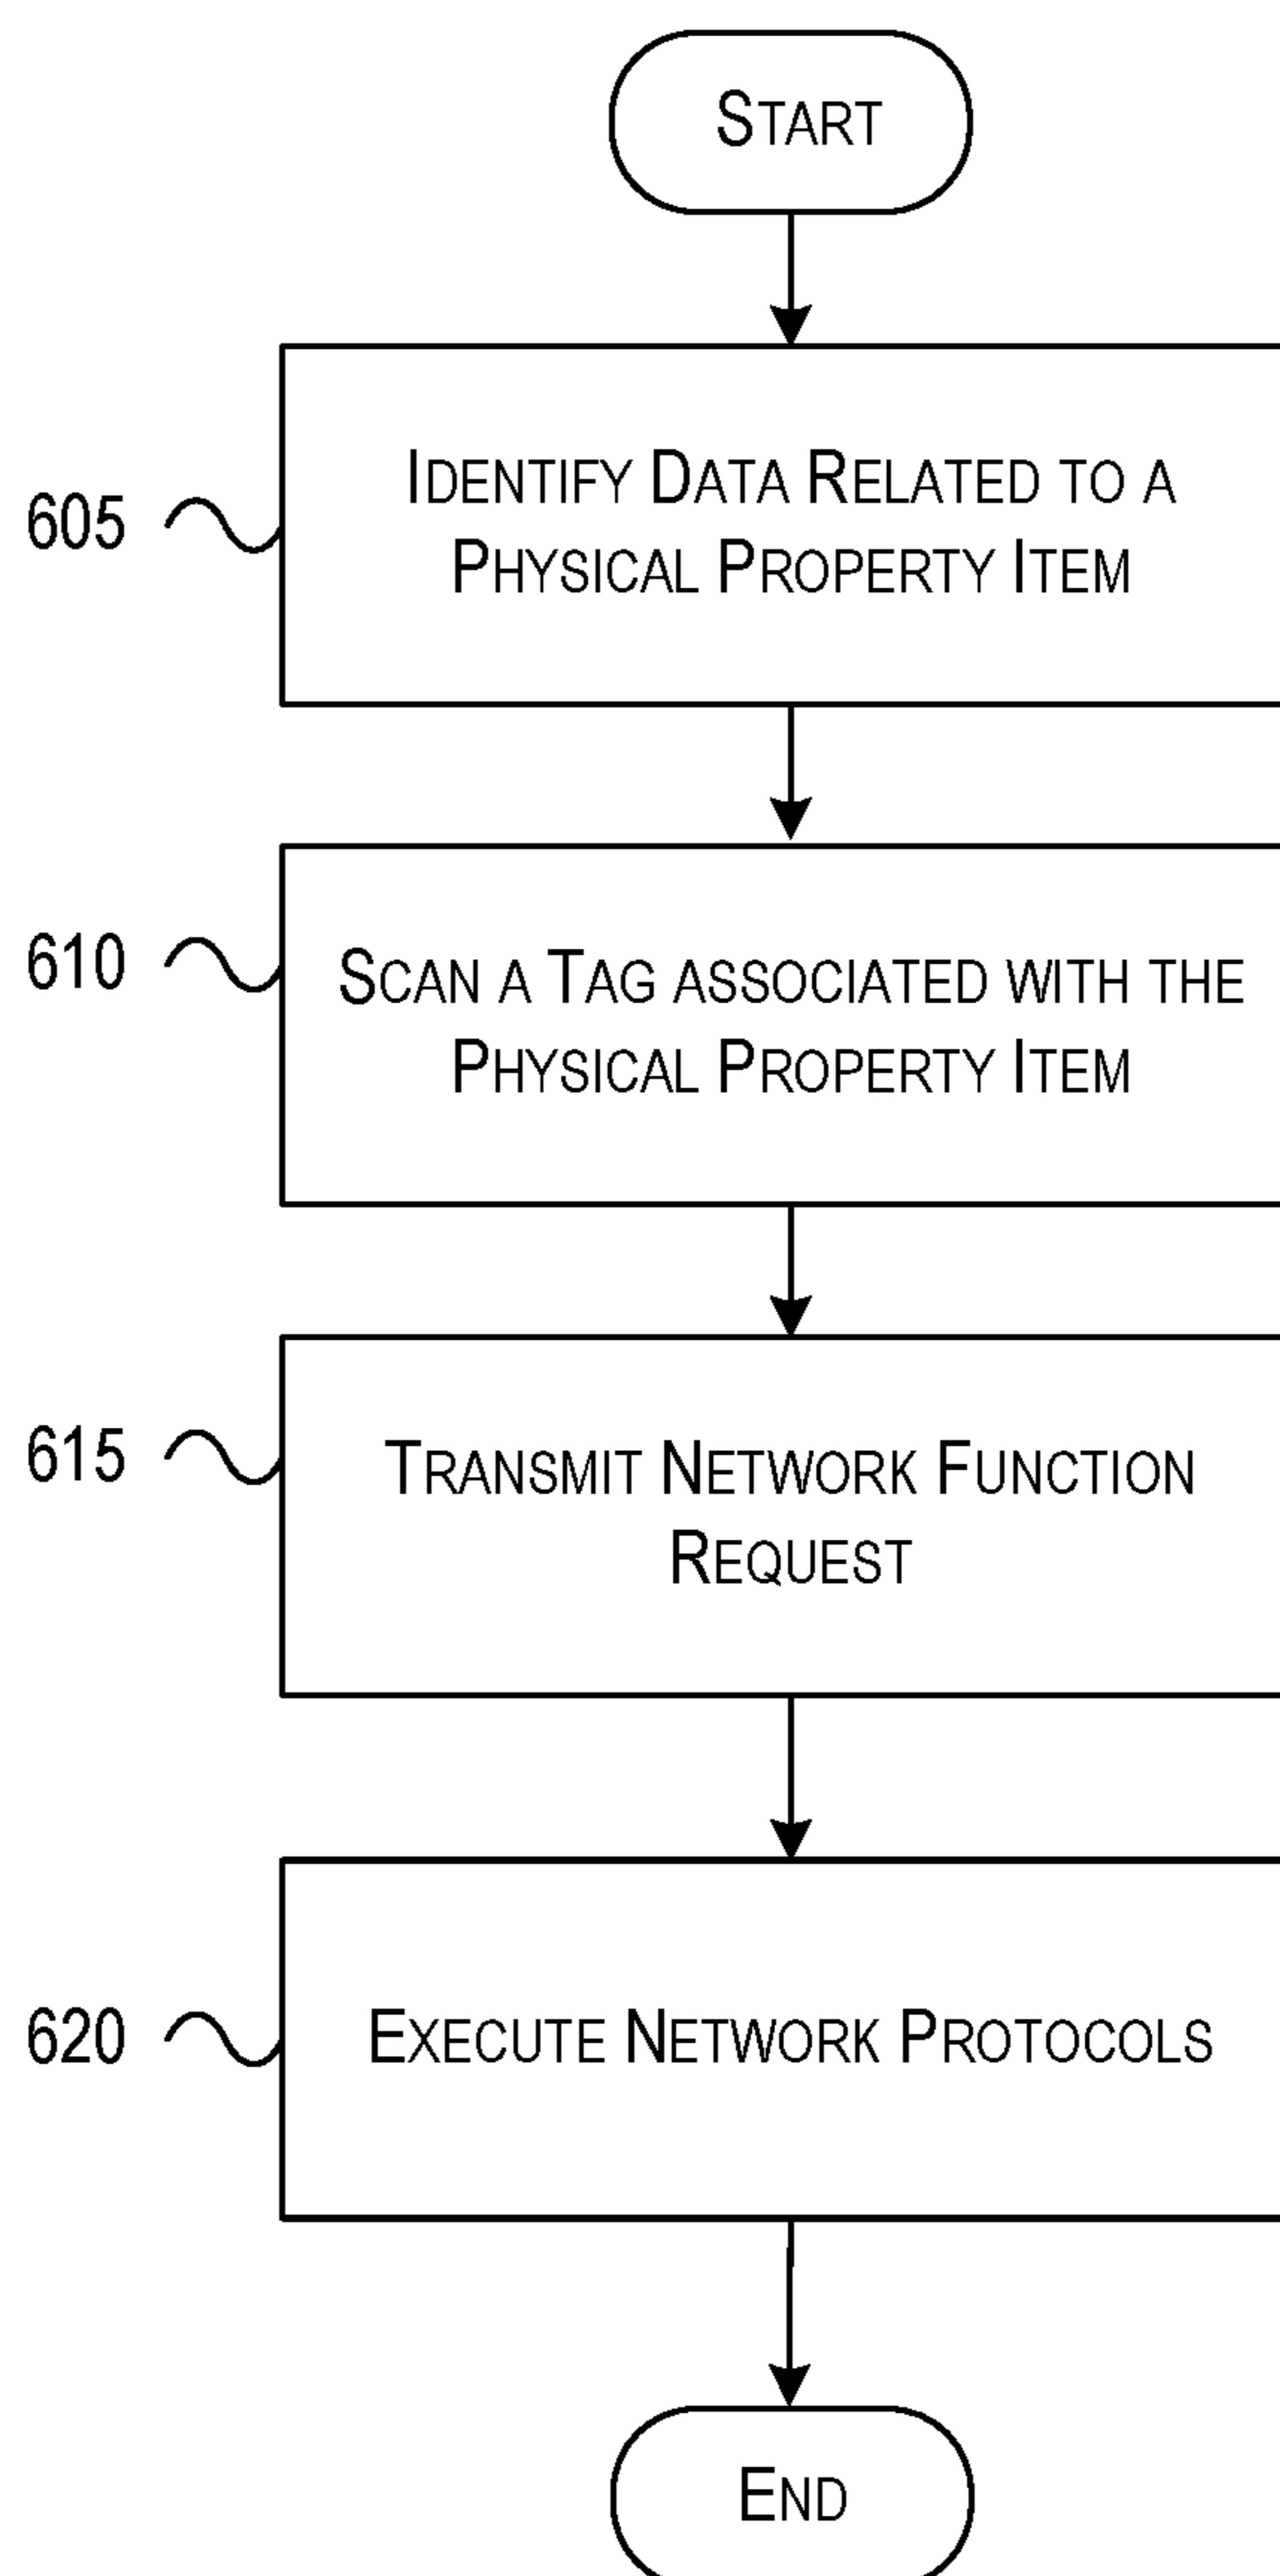 START
605
IDENTIFY DATA RELATED TO A
PHYSICAL PROPERTY ITEM
610
SCAN A TAG ASSOCIATED WITH THE
PHYSICAL PROPERTY ITEM
615
TRANSMIT NETWORK FUNCTION
REQUEST
620
EXECUTE NETWORK PROTOCOLS
END